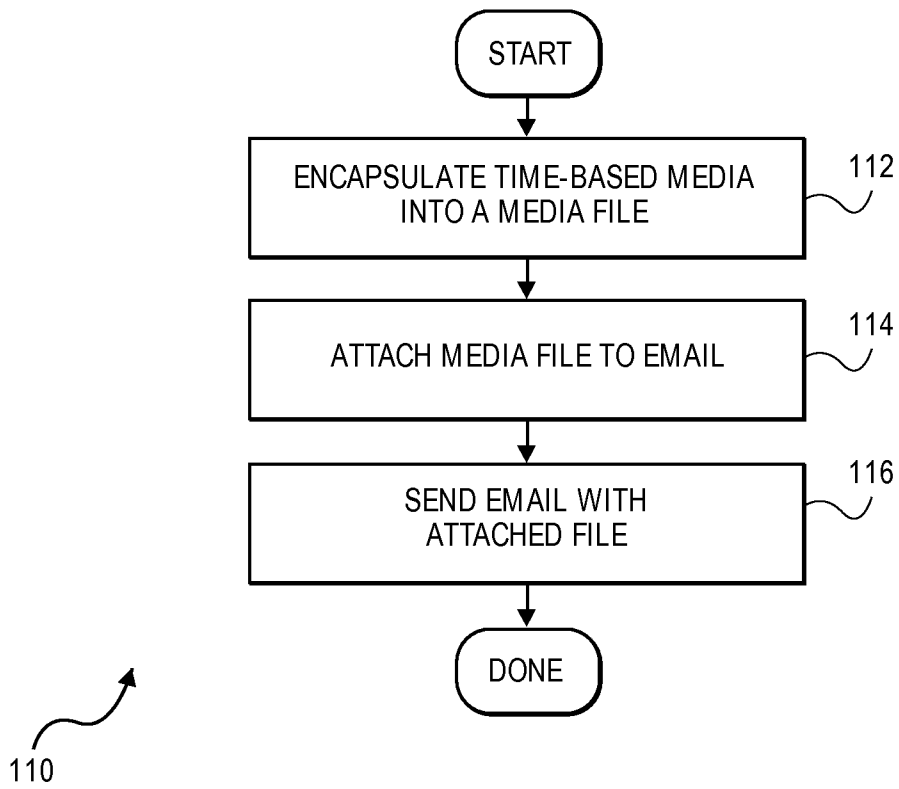 START
ENCAPSULATE TIME-BASED MEDIA
INTO A MEDIA FILE
112
ATTACH MEDIA FILE TO EMAIL
114
SEND EMAIL WITH
ATTACHED FILE
116
DONE
110